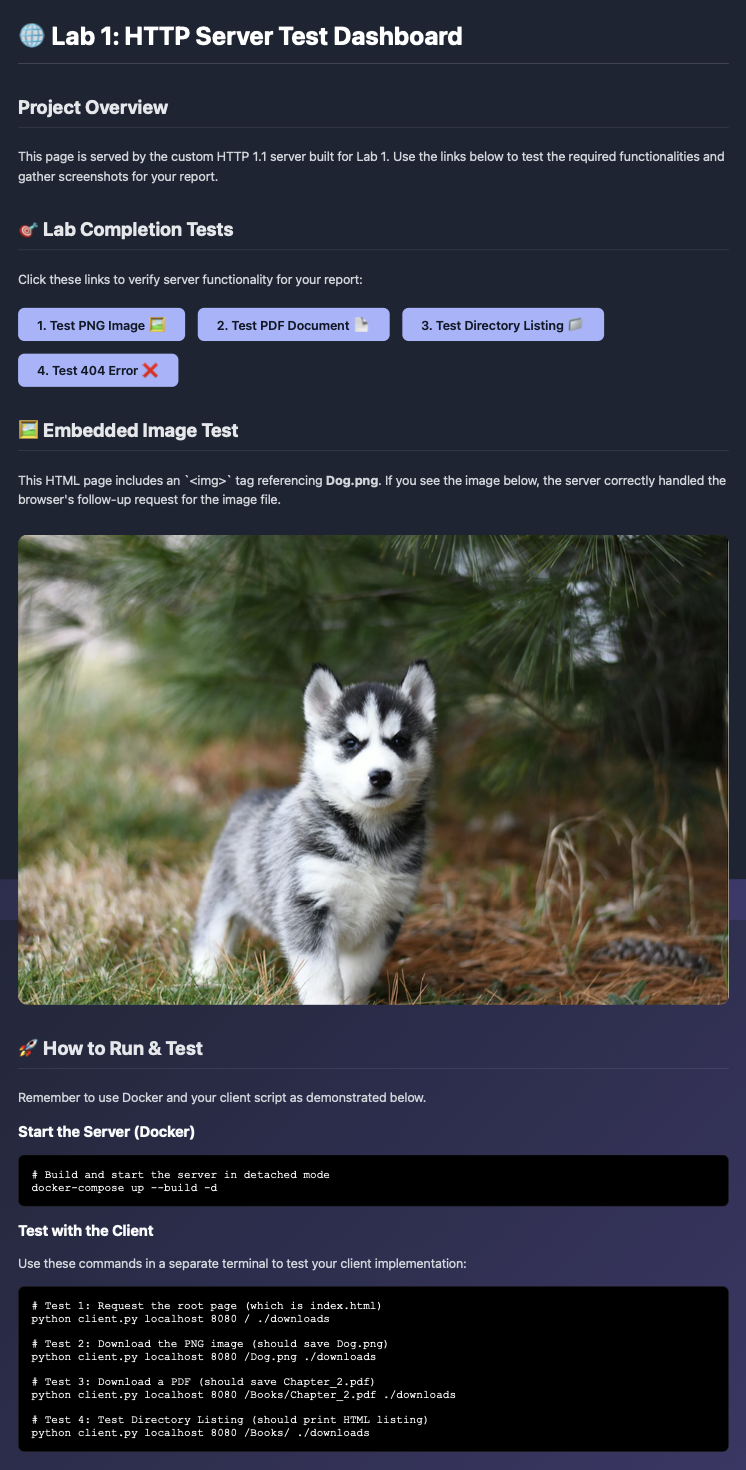 🌐 Lab 1: HTTP Server Test Dashboard
Project Overview
This page is served by the custom HTTP 1.1 server built for Lab 1. Use the links below to test the required functionalities and
gather screenshots for your report.
🎯 Lab Completion Tests
Click these links to verify server functionality for your report:
1. Test PNG Image 🖼️
2. Test PDF Document 📄
3. Test Directory Listing 📁
4. Test 404 Error ❌
🖼️ Embedded Image Test
This HTML page includes an `<img>` tag referencing Dog.png. If you see the image below, the server correctly handled the
browser's follow-up request for the image file.
🚀 How to Run & Test
Remember to use Docker and your client script as demonstrated below.
Start the Server (Docker)
# Build and start the server in detached mode
docker-compose up --build -d
Test with the Client
Use these commands in a separate terminal to test your client implementation:
# Test 1: Request the root page (which is index.html)
python client.py localhost 8080 / ./downloads
# Test 2: Download the PNG image (should save Dog.png)
python client.py localhost 8080 /Dog.png ./downloads
# Test 3: Download a PDF (should save Chapter_2.pdf)
python client.py localhost 8080 /Books/Chapter_2.pdf ./downloads
# Test 4: Test Directory Listing (should print HTML listing)
python client.py localhost 8080 /Books/ ./downloads